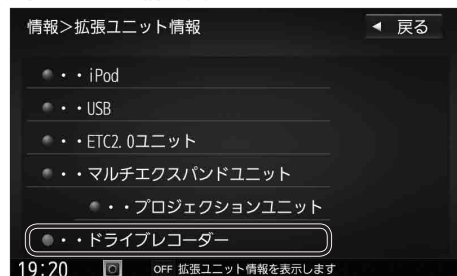 情報>拡張ユニット情報
◀ 戻る
・・iPod
・・USB
・・ETC2.0ユニット
・・マルチエクスパンドユニット
・・プロジェクションユニット
・・ドライブレコーダー
19:20 OFF 拡張ユニット情報を表示します